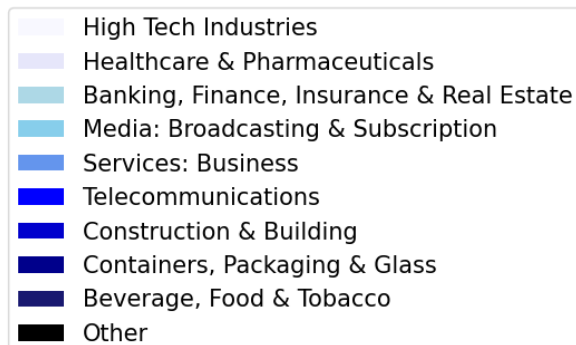 High Tech Industries
Healthcare & Pharmaceuticals
Banking, Finance, Insurance & Real Estate
Media: Broadcasting & Subscription
Services: Business
Telecommunications
Construction & Building
Containers, Packaging & Glass
Beverage, Food & Tobacco
Other